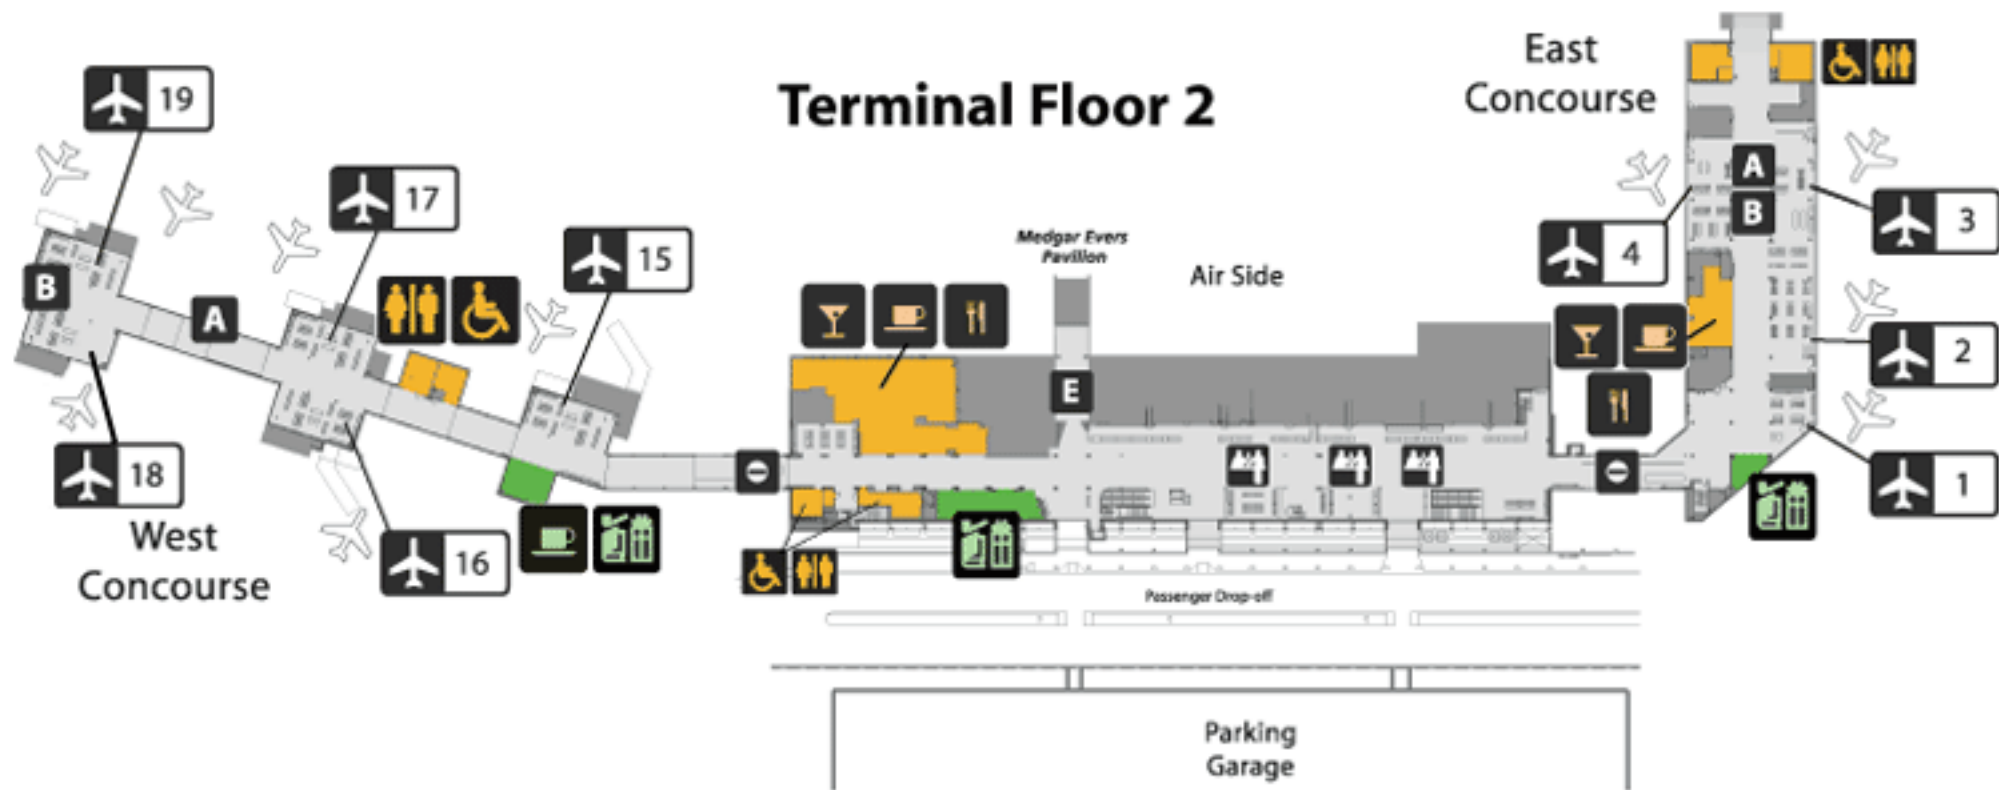 Terminal Floor 2
East
Concourse
19
17
15
A
B
3
4
2
1
Medgar Evers
Pavilion
Air Side
B
A
E
18
16
West
Concourse
Passenger Drop-off
Parking
Garage